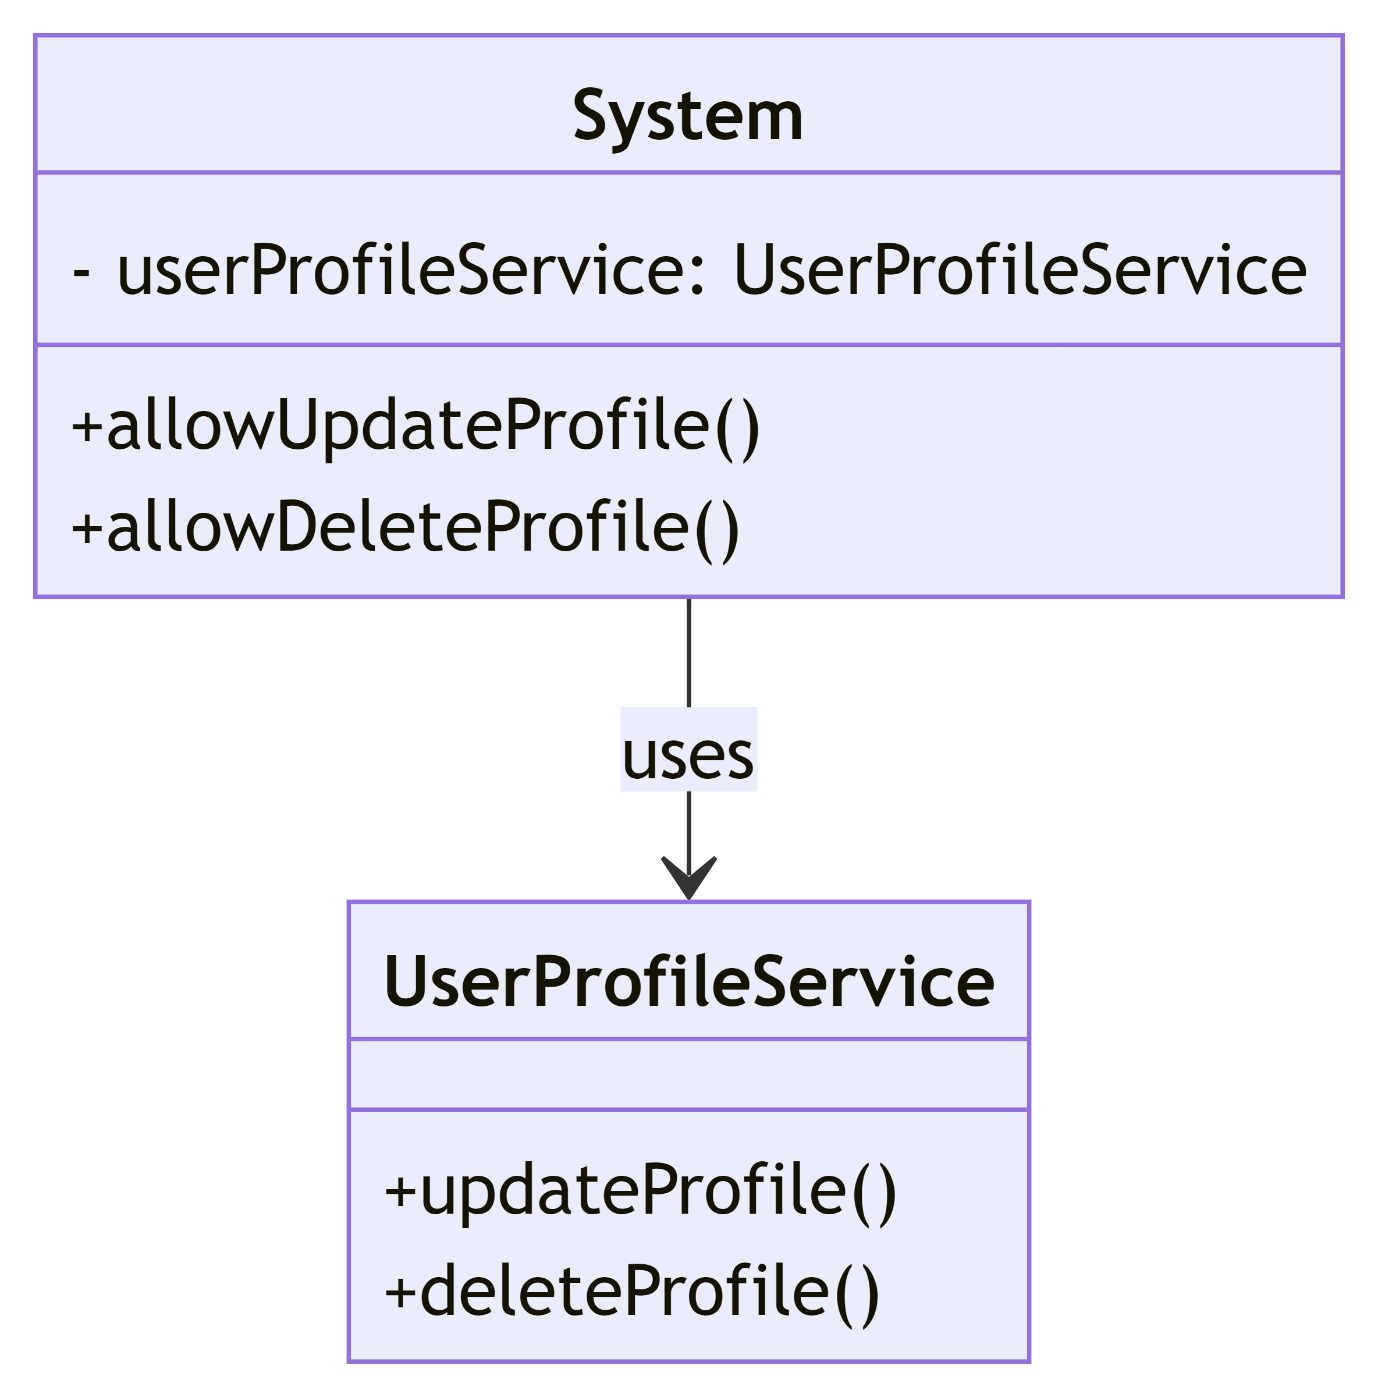 System
- userProfileService: UserProfileService
+allowUpdateProfile()
+allowDeleteProfile()
uses
UserProfileService
+updateProfile()
+deleteProfile()